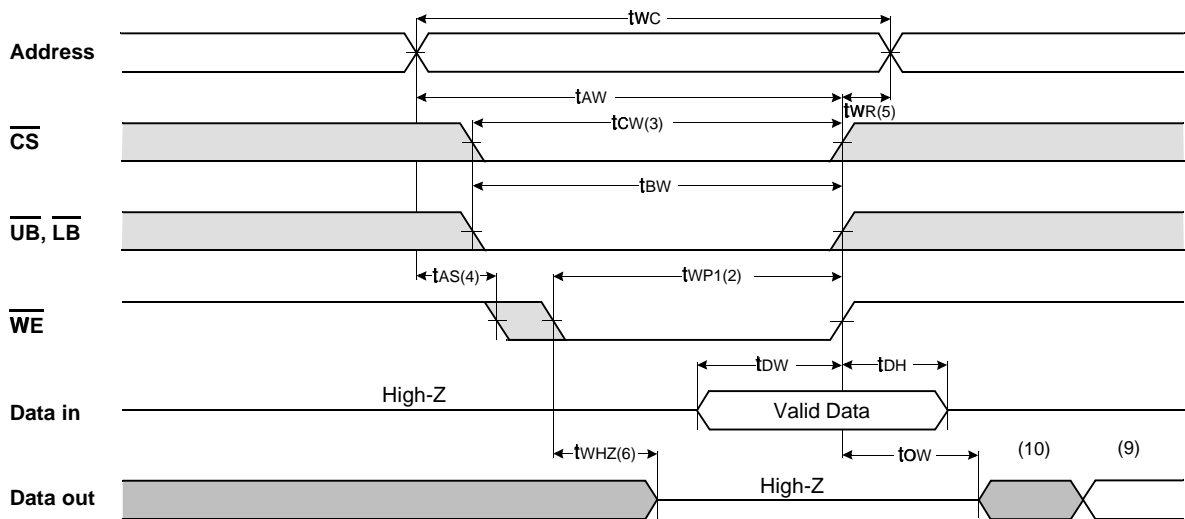 tWC
Address
tAW
tWR(5)
tCW(3)
CS
tBW
UB, LB
tAS(4)
tWP1(2)
WE
tDW
tDH
High-Z
Data in
Valid Data
tWHZ(6)
tOW
(10)
(9)
High-Z
Data out